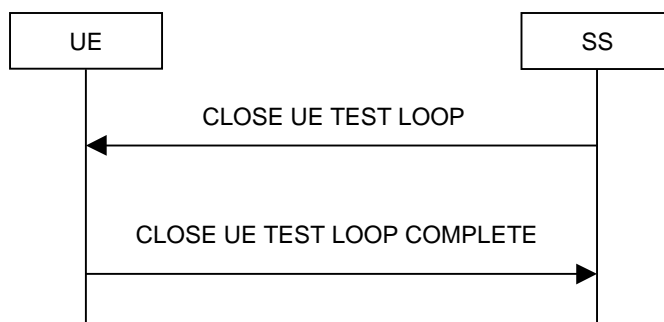 UE
SS
CLOSE UE TEST LOOP
CLOSE UE TEST LOOP COMPLETE